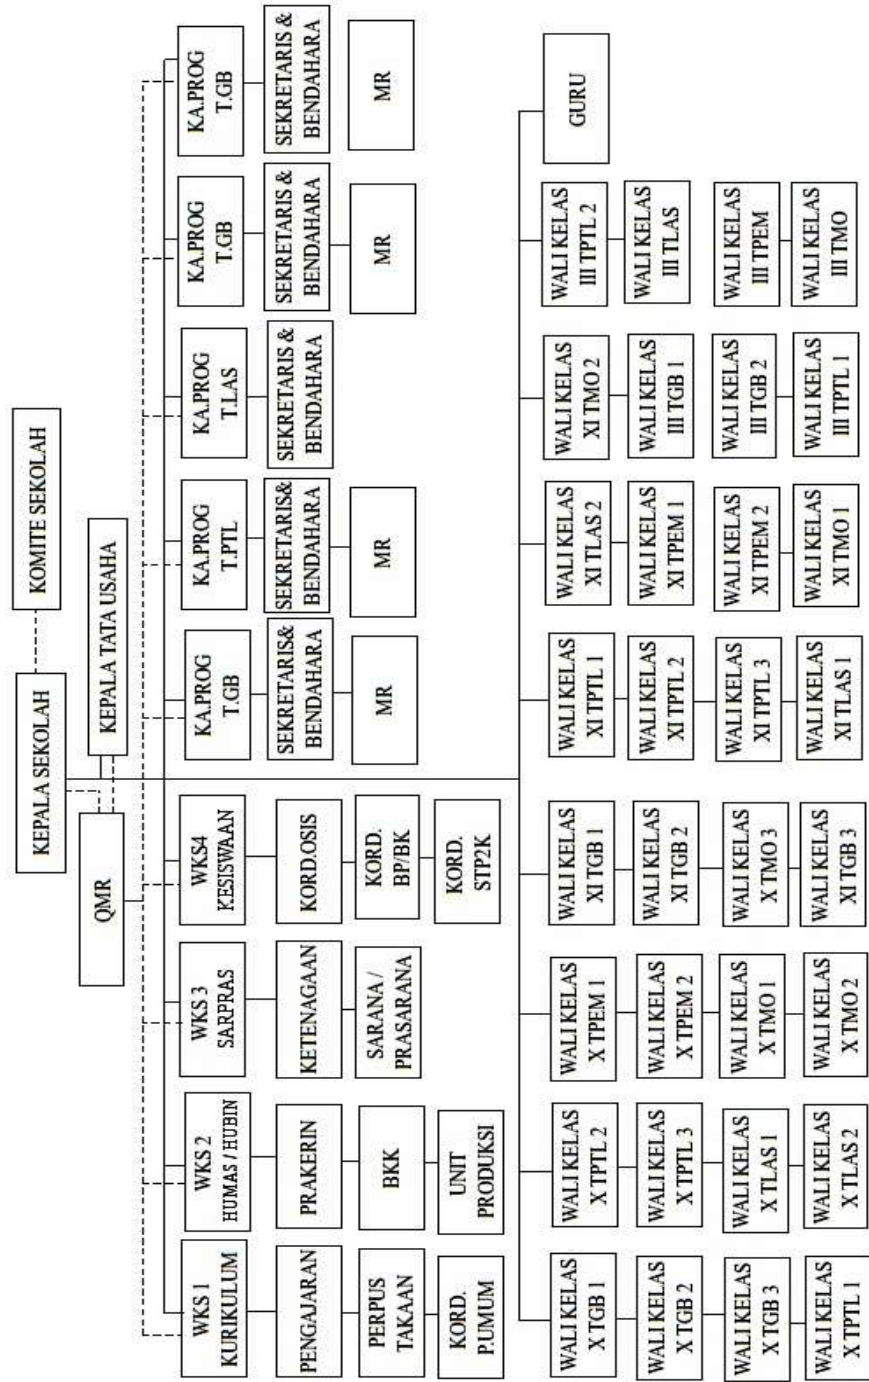 KEPALA SEKOLAH
KOMITE SEKOLAH
QMR
KEPALA TATA USAHA
WKS 1
KURIKULUM
WKS 2
HUMAS / HUBIN
WKS 3
SARPRAS
WKS4
KESISWAAN
KA.PROG
T.GB
KA.PROG
T.PTL
KA.PROG
T.LAS
KA.PROG
T.GB
KA.PROG
T.GB
PENGAJARAN
PRAKERIN
KETENAGAAN
KORD.OSIS
SEKRETARIS&
BENDAHARA
SEKRETARIS&
BENDAHARA
SEKRETARIS &
BENDAHARA
SEKRETARIS &
BENDAHARA
SEKRETARIS &
BENDAHARA
PERPUS
TAKAAN
BKK
SARANA /
PRASARANA
KORD.
BP/BK
MR
MR
MR
MR
KORD.
P.UMUM
UNIT
PRODUKSI
KORD.
STP2K
WALI KELAS
X TGB 1
WALI KELAS
X TPTL 2
WALI KELAS
X TPEM 1
WALI KELAS
XI TGB 1
WALI KELAS
XI TPTL 1
WALI KELAS
XI TLAS 2
WALI KELAS
XI TMO 2
WALI KELAS
III TPTL 2
GURU
WALI KELAS
X TGB 2
WALI KELAS
X TPTL 3
WALI KELAS
X TPEM 2
WALI KELAS
XI TGB 2
WALI KELAS
XI TPTL 2
WALI KELAS
XI TPEM 1
WALI KELAS
III TGB 1
WALI KELAS
III TLAS
WALI KELAS
X TGB 3
WALI KELAS
X TLAS 1
WALI KELAS
X TMO 1
WALI KELAS
X TMO 3
WALI KELAS
XI TPTL 3
WALI KELAS
XI TPEM 2
WALI KELAS
III TGB 2
WALI KELAS
III TPEM
WALI KELAS
X TPTL 1
WALI KELAS
X TLAS 2
WALI KELAS
X TMO 2
WALI KELAS
XI TGB 3
WALI KELAS
XI TLAS 1
WALI KELAS
XI TMO 1
WALI KELAS
III TPTL 1
WALI KELAS
III TMO